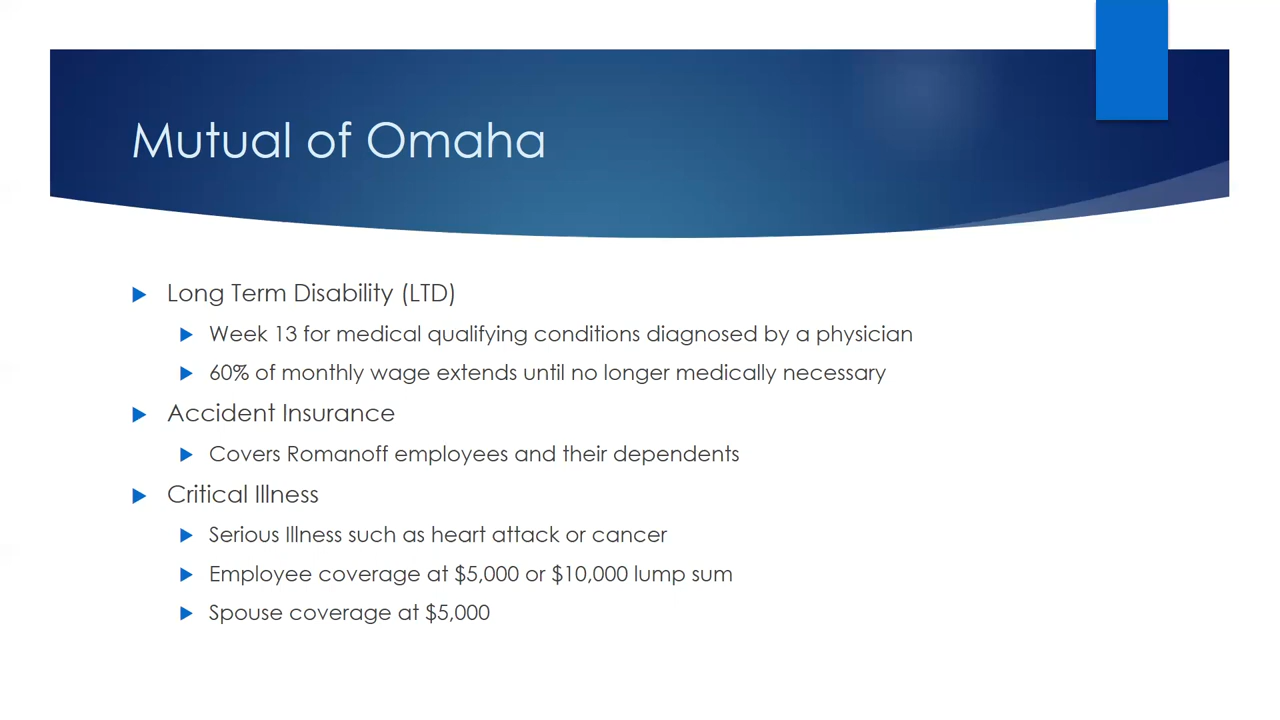 Mutual of Omaha
Long Term Disability (LTD)
Week 13 for medical qualifying conditions diagnosed by a physician
60% of monthly wage extends until no longer medically necessary
Accident Insurance
Covers Romanoff employees and their dependents
Critical Illness
Serious Illness such as heart attack or cancer
Employee coverage at $5,000 or $10,000 lump sum
Spouse coverage at $5,000